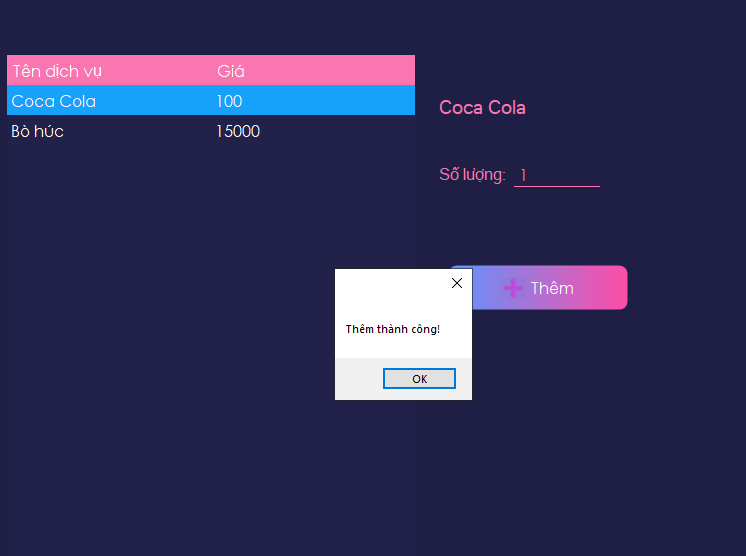 Tên dịch vụ Giá
Coca Cola 100
Bò húc 15000
Coca Cola
Số lượng: 1
Thêm
Thêm thành công!
OK